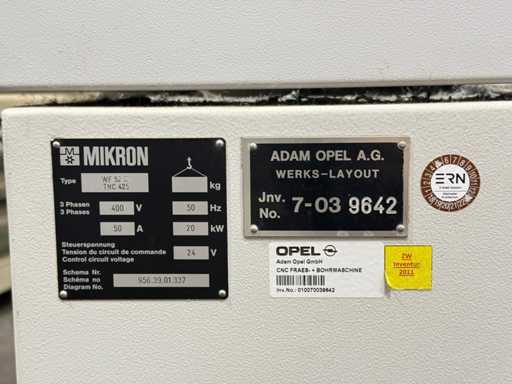 MIKRON
Type WF 52 C
TNC 425
kg
3 Phasen
3 Phases
400 V
50 Hz
50 A
20 kW
Steuerspannung
Tension du circuit de commande
Control circuit voltage
24 V
Schema Nr.
Schéma no
Diagram No.
956.39.01.337
ADAM OPEL A.G.
WERKS-LAYOUT
Jnv. No. 7-03 9642
OPEL
Adam Opel GmbH
CNC FRAES- + BOHRMASCHINE
Inv.No.: 010070039642
ZW
Inventur
2011
ERN